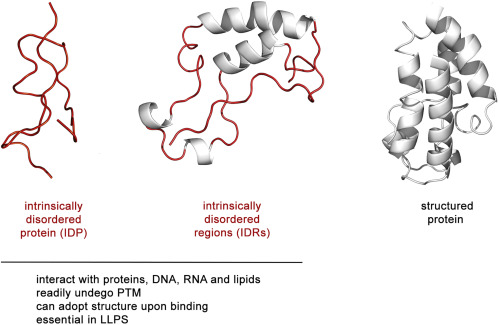 intrinsically
disordered
protein (IDP)
intrinsically
disordered
regions (IDRs)
structured
protein
interact with proteins, DNA, RNA and lipids
readily undergo PTM
can adopt structure upon binding
essential in LLPS